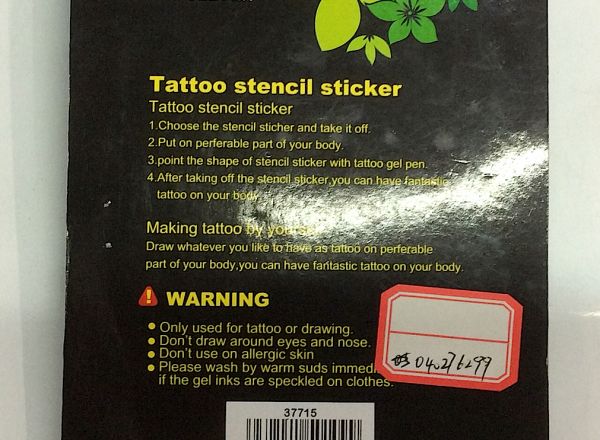 Tattoo stencil sticker
Tattoo stencil sticker
1.Choose the stencil sticher and take it off.
2.Put on perferable part of your body.
3.point the shape of stencil sticker with tattoo gel pen.
4.After taking off the stencil sticker,you can have fantastic
tattoo on your body
Making tattoo by
Draw whatever you like to have as tattoo on perferable
part of your body,you can have fantastic tattoo on your body.
WARNING
Only used for tattoo or drawing.
Don't draw around eyes and nose.
Don't use on allergic skin
Please wash by warm suds
if the gel inks are speckled on clothes.
37715